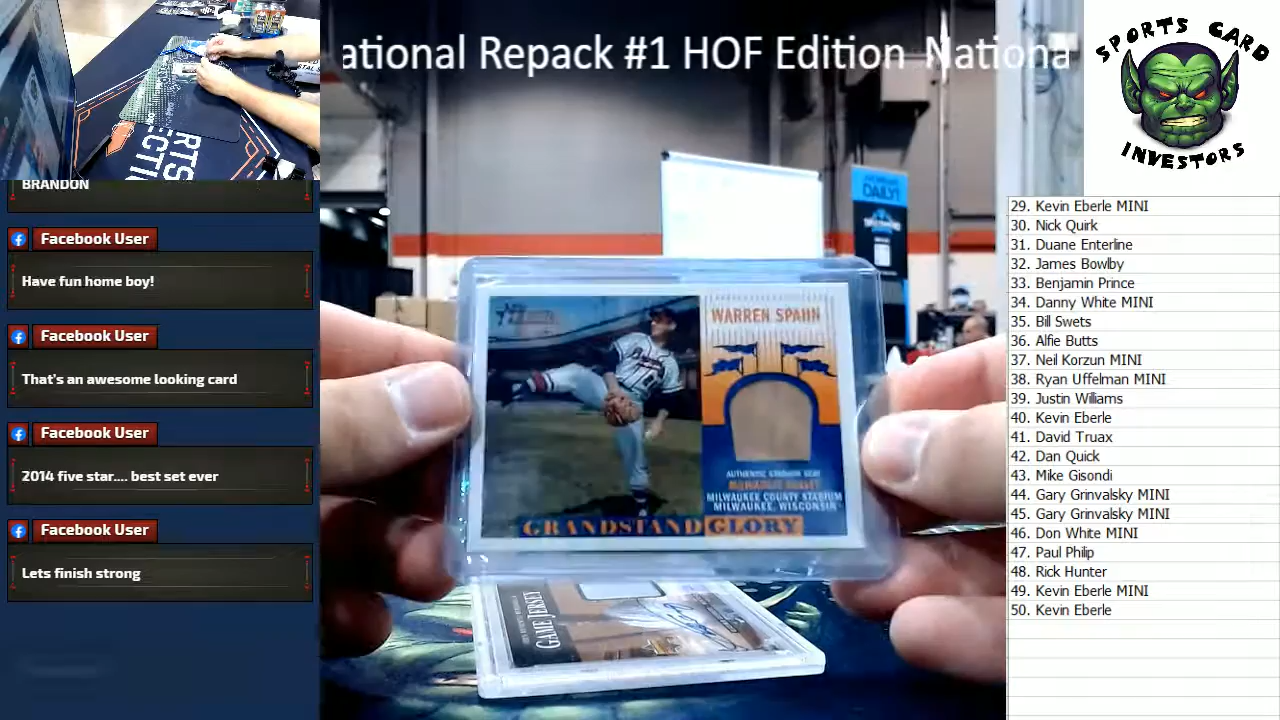 ational Repack #1 HOF Edition Nationa
SPORTS CARD
INVESTORS
BRANDON
Facebook User
Have fun home boy!
Facebook User
That's an awesome looking card
Facebook User
2014 five star.... best set ever
Facebook User
Lets finish strong
DAILY!
WARREN SPAHN
AUTHENTIC STADIUM SEAT
MILWAUKEE COUNTY STADIUM
MILWAUKEE, WISCONSIN
GRANDSTAND GLORY
GAME JERSEY
29. Kevin Eberle MINI
30. Nick Quirk
31. Duane Enterline
32. James Bowlby
33. Benjamin Prince
34. Danny White MINI
35. Bill Swets
36. Alfie Butts
37. Neil Korzun MINI
38. Ryan Uffelman MINI
39. Justin Williams
40. Kevin Eberle
41. David Truax
42. Dan Quick
43. Mike Gisondi
44. Gary Grinvalsky MINI
45. Gary Grinvalsky MINI
46. Don White MINI
47. Paul Philip
48. Rick Hunter
49. Kevin Eberle MINI
50. Kevin Eberle